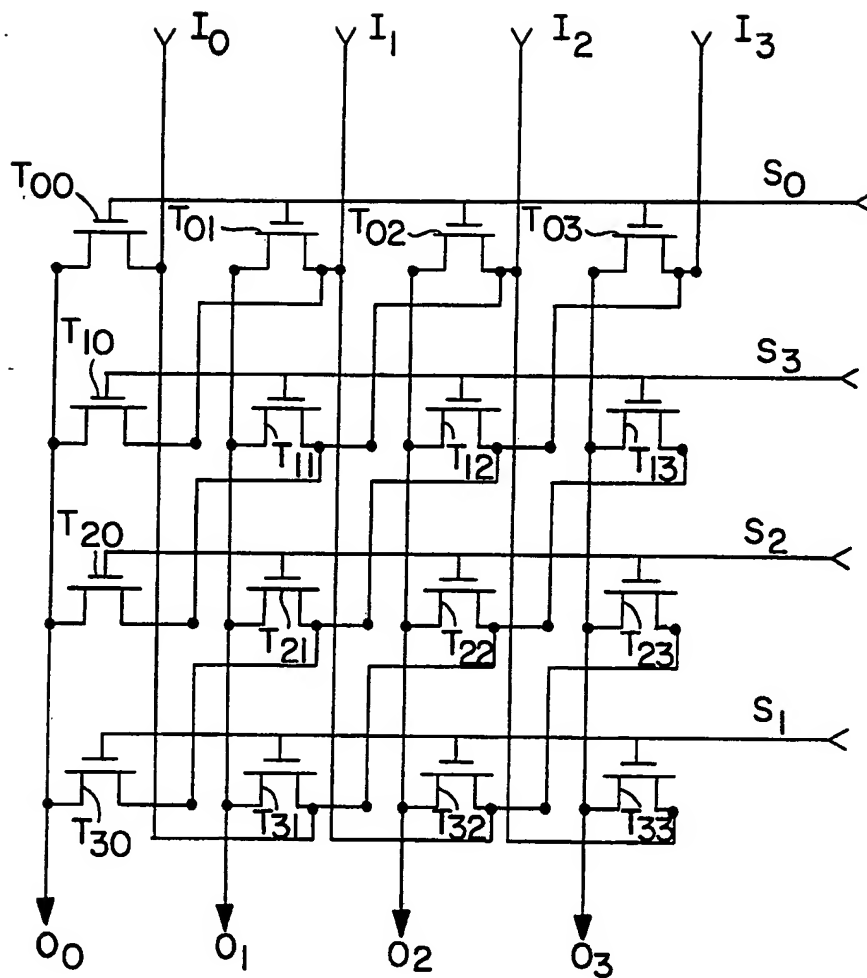 I0 I1 I2 I3
T00 S0
T01 T02 T03
T10 S3
T11 T12 T13
T20 S2
T21 T22 T23
S1
T30 T31 T32 T33
O0 O1 O2 O3